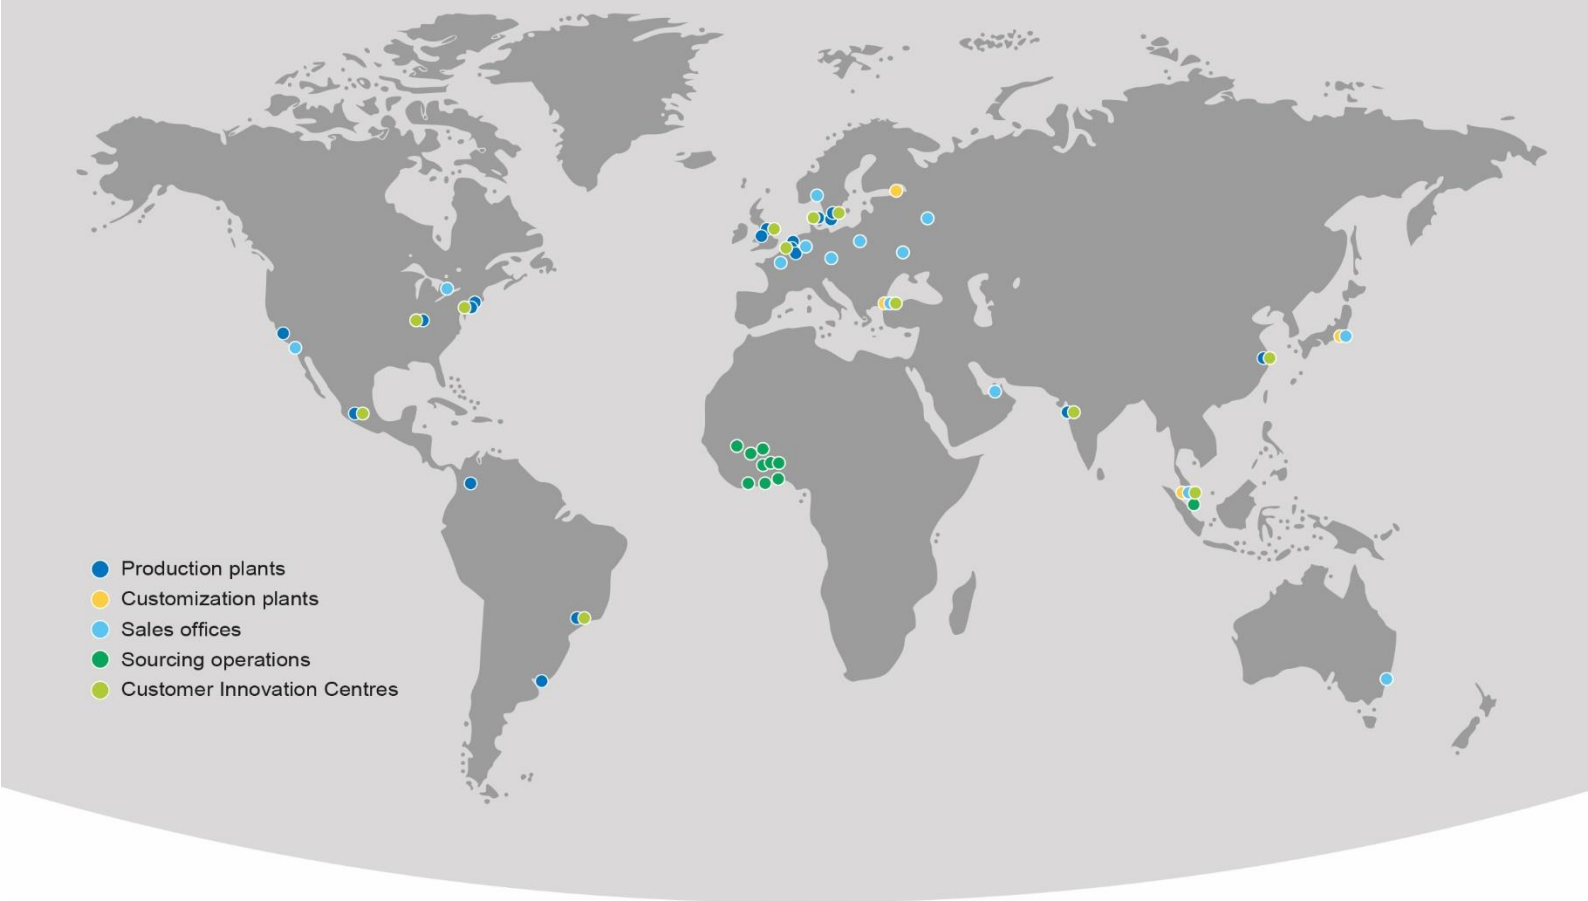 Production plants
Customization plants
Sales offices
Sourcing operations
Customer Innovation Centres